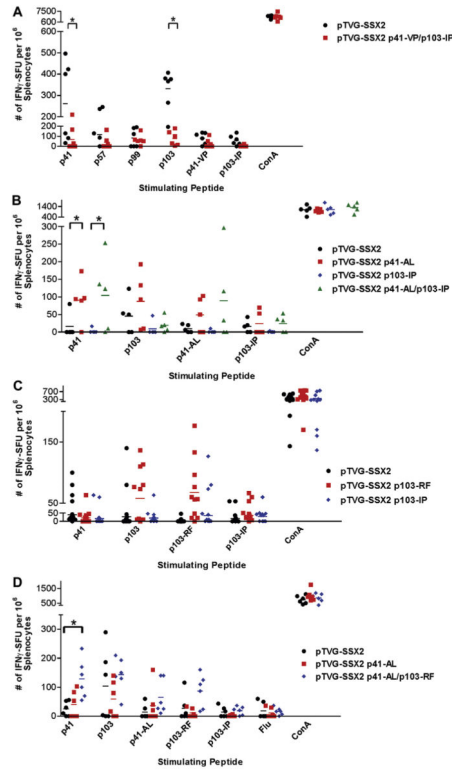 A
# of IFNγ-SFU per 10⁶
Splenocytes
7500
6500
500
400
300
200
200
100
0
p41
p57
p99
p103
p41-VP
p103-IP
ConA
Stimulating Peptide
*
*
pTVG-SSX2
pTVG-SSX2 p41-VP/p103-IP
B
# of IFNγ-SFU per 10⁶
Splenocytes
1400
400
300
250
200
150
100
50
0
p41
p103
p41-AL
p103-IP
ConA
Stimulating Peptide
*
*
pTVG-SSX2
pTVG-SSX2 p41-AL
pTVG-SSX2 p103-IP
pTVG-SSX2 p41-AL/p103-IP
C
# of IFNγ-SFU per 10⁶
Splenocytes
700
300
150
50
50
0
p41
p103
p103-RF
p103-IP
ConA
Stimulating Peptide
pTVG-SSX2
pTVG-SSX2 p103-RF
pTVG-SSX2 p103-IP
D
# of IFNγ-SFU per 10⁶
Splenocytes
1500
500
300
200
100
0
p41
p103
p41-AL
p103-RF
p103-IP
Flu
ConA
Stimulating Peptide
*
pTVG-SSX2
pTVG-SSX2 p41-AL
pTVG-SSX2 p41-AL/p103-RF